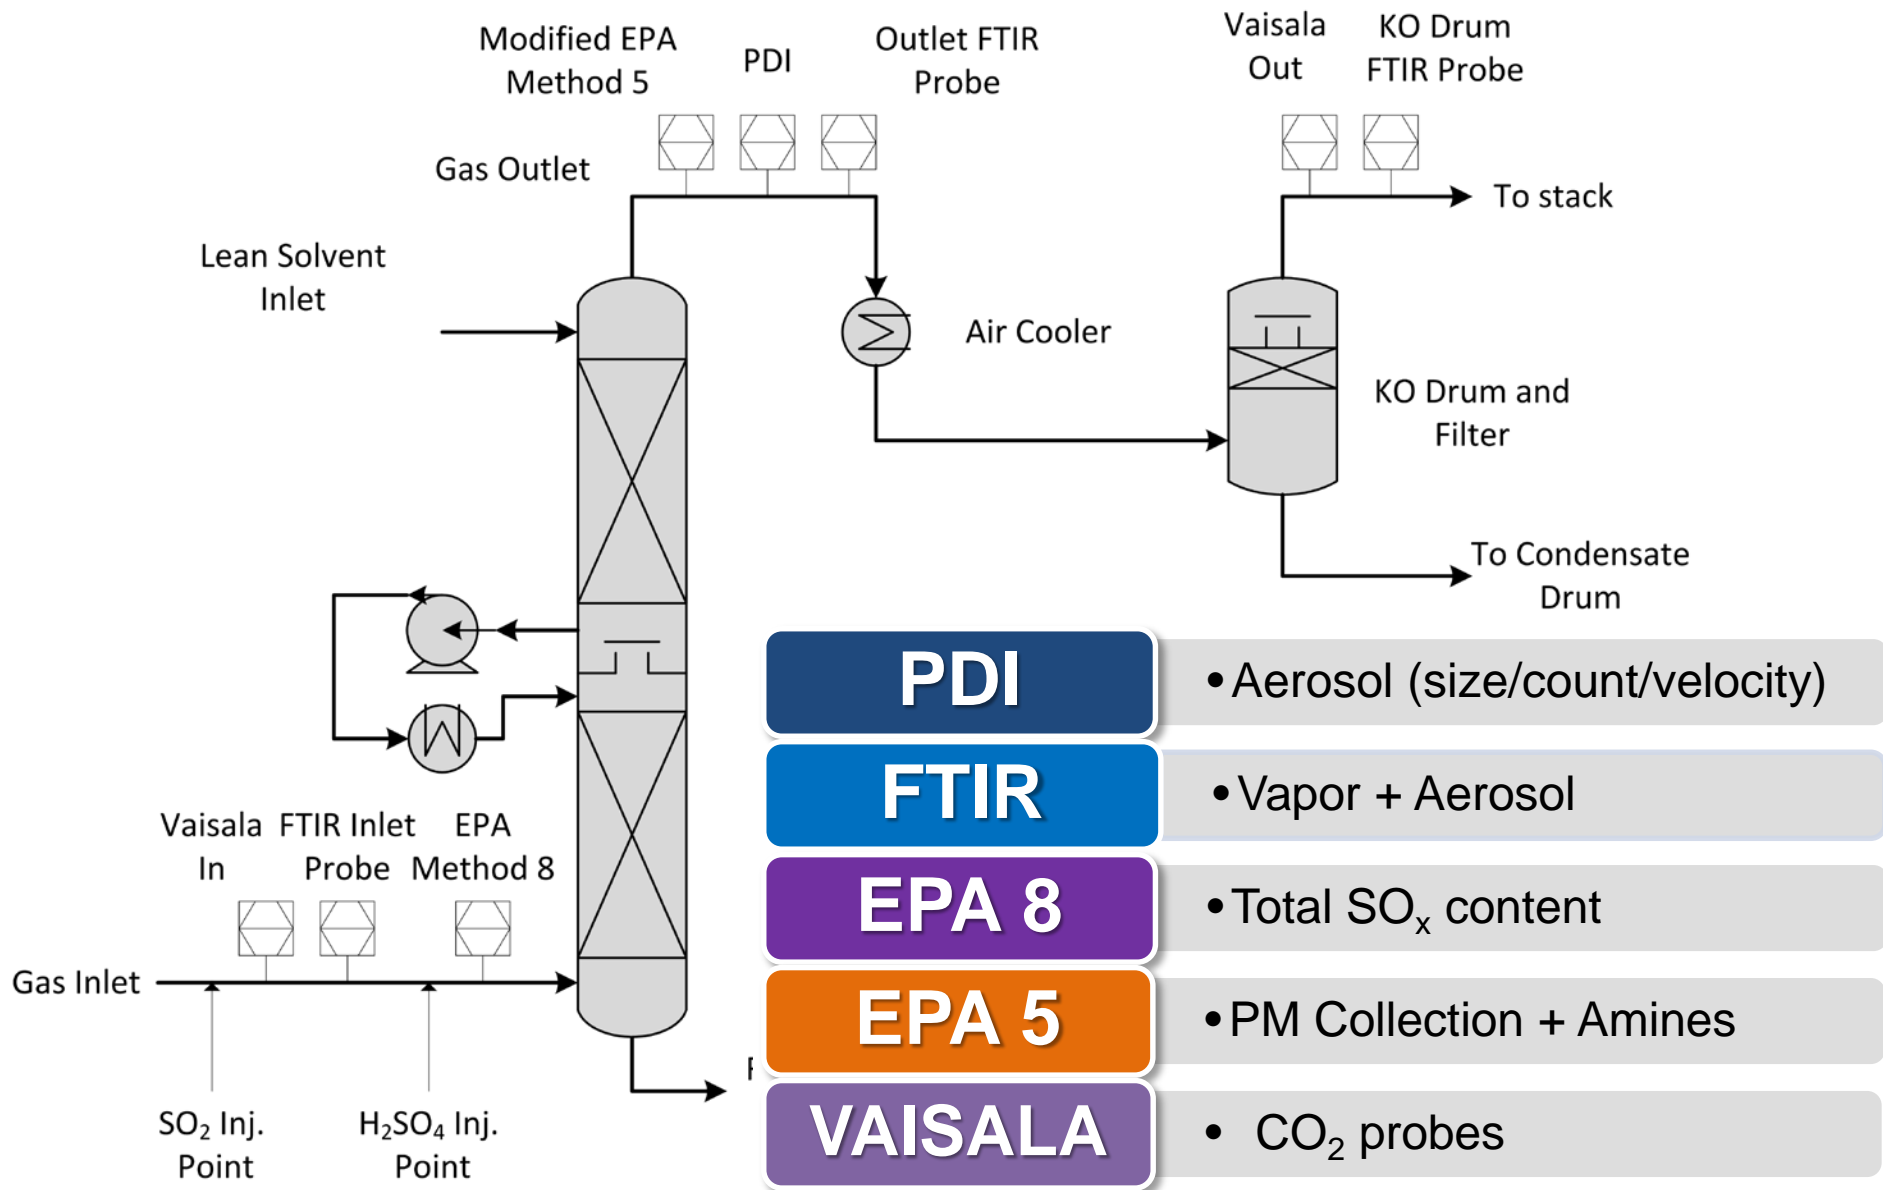 Modified EPA
Method 5
PDI
Outlet FTIR
Probe
Vaisala
Out
KO Drum
FTIR Probe
Gas Outlet
To stack
Lean Solvent
Inlet
Air Cooler
KO Drum and
Filter
To Condensate
Drum
PDI
• Aerosol (size/count/velocity)
FTIR
• Vapor + Aerosol
EPA 8
• Total SOₓ content
EPA 5
• PM Collection + Amines
VAISALA
• CO₂ probes
Vaisala
In
FTIR Inlet
Probe
EPA
Method 8
Gas Inlet
SO₂ Inj.
Point
H₂SO₄ Inj.
Point